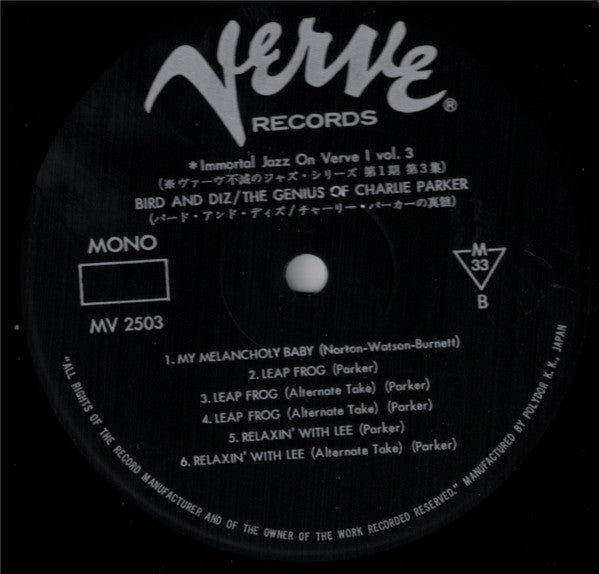 Verve
RECORDS ®
*Immortal Jazz On Verve I vol. 3
(※ヴァーヴ不滅のジャズ・シリーズ 第1期 第3集)
BIRD AND DIZ/THE GENIUS OF CHARLIE PARKER
(バード・アンド・ディズ/チャーリー・パーカーの真髄)
MONO
MV 2503
M
33
B
1. MY MELANCHOLY BABY (Norton-Watson-Burnett)
2. LEAP FROG (Parker)
3. LEAP FROG (Alternate Take) (Parker)
4. LEAP FROG (Alternate Take) (Parker)
5. RELAXIN' WITH LEE (Parker)
6. RELAXIN' WITH LEE (Alternate Take) (Parker)
"ALL RIGHTS OF THE RECORD MANUFACTURER AND OF THE OWNER OF THE WORK RECORDED RESERVED." MANUFACTURED BY POLYDOR K. K., JAPAN